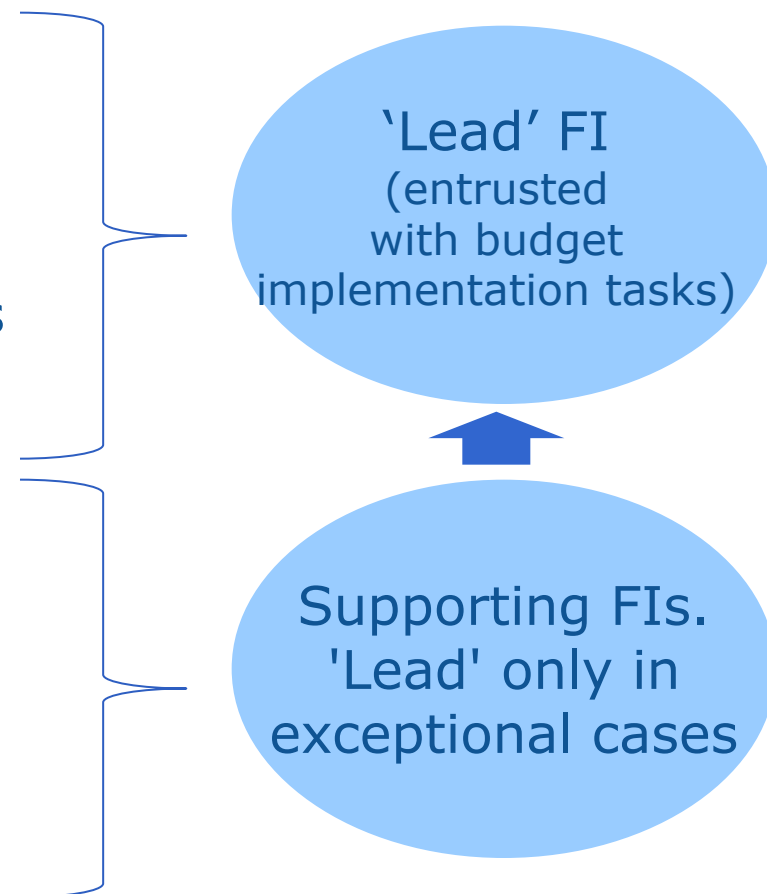 ‘Lead’ FI
(entrusted
with budget
implementation tasks)
s
Supporting FIs.
'Lead' only in
exceptional cases